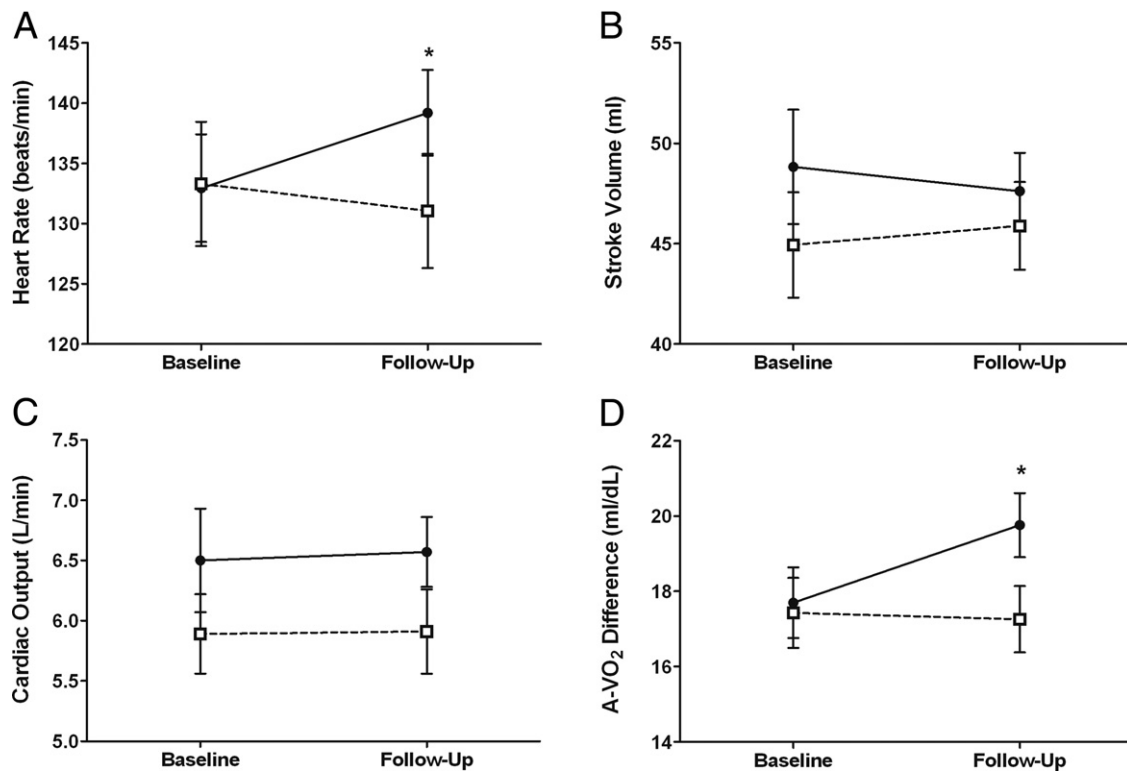 A
Heart Rate (beats/min)
145
140
135
130
125
120
*
Baseline Follow-Up
B
Stroke Volume (ml)
55
50
45
40
Baseline Follow-Up
C
Cardiac Output (L/min)
7.5
7.0
6.5
6.0
5.5
5.0
Baseline Follow-Up
D
A-VO₂ Difference (ml/dL)
22
20
18
16
14
*
Baseline Follow-Up